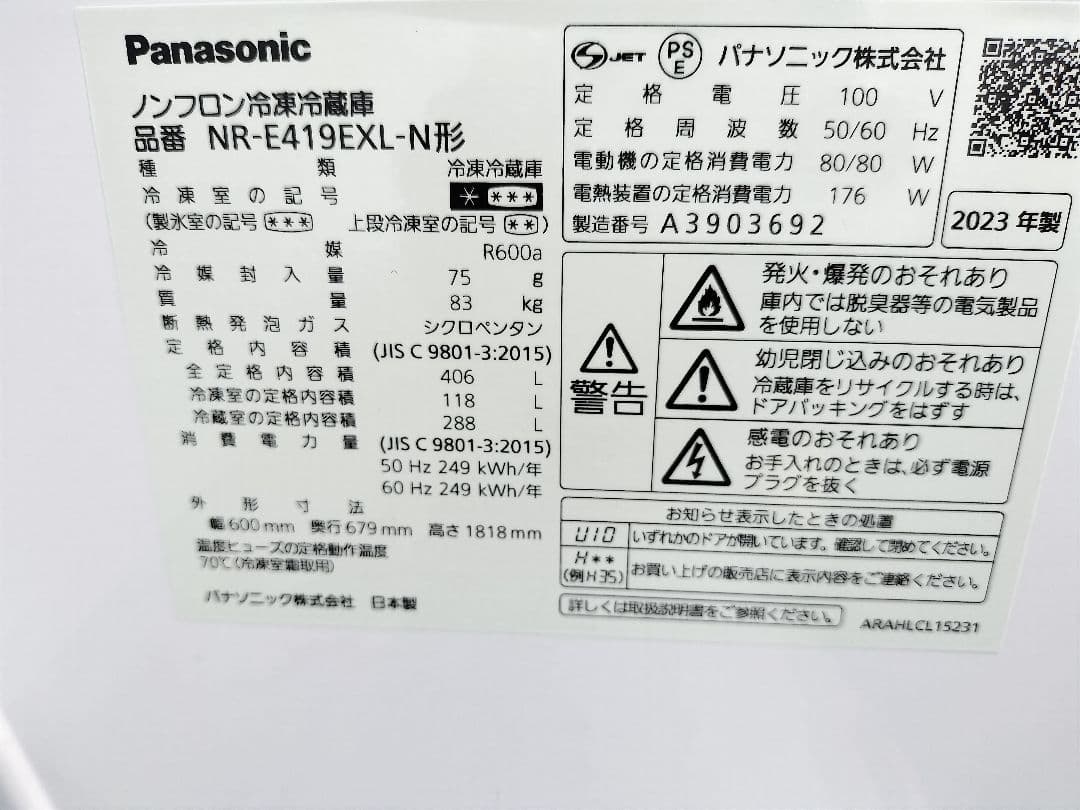 Panasonic
ノンフロン冷凍冷蔵庫
品番 NR-E419EXL-N形
種類 冷凍冷蔵庫
冷凍室の記号 * ***
(製氷室の記号 *** 上段冷凍室の記号 **)
冷媒 R600a
冷媒封入量 75 g
質量 83 kg
断熱発泡ガス シクロペンタン
定格内容積 (JIS C 9801-3:2015)
全定格内容積 406 L
冷凍室の定格内容積 118 L
冷蔵室の定格内容積 288 L
消費電力量 (JIS C 9801-3:2015)
50 Hz 249 kWh/年
60 Hz 249 kWh/年
外形寸法
幅 600 mm 奥行 679 mm 高さ 1818 mm
温度ヒューズの定格動作温度
70℃(冷凍室霜取用)
パナソニック株式会社 日本製
JET PSE パナソニック株式会社
定格電圧 100 V
定格周波数 50/60 Hz
電動機の定格消費電力 80/80 W
電熱装置の定格消費電力 176 W
製造番号 A3903692
2023 年製
警告
発火・爆発のおそれあり
庫内では脱臭器等の電気製品
を使用しない
幼児閉じ込みのおそれあり
冷蔵庫をリサイクルする時は、
ドアパッキングをはずす
感電のおそれあり
お手入れのときは、必ず電源
プラグを抜く
お知らせ表示したときの処置
U10 いずれかのドアが開いています。確認して閉めてください。
H**
(例H35) お買い上げの販売店に表示内容をご連絡ください。
詳しくは取扱説明書をご参照ください。
ARAHLCL15231